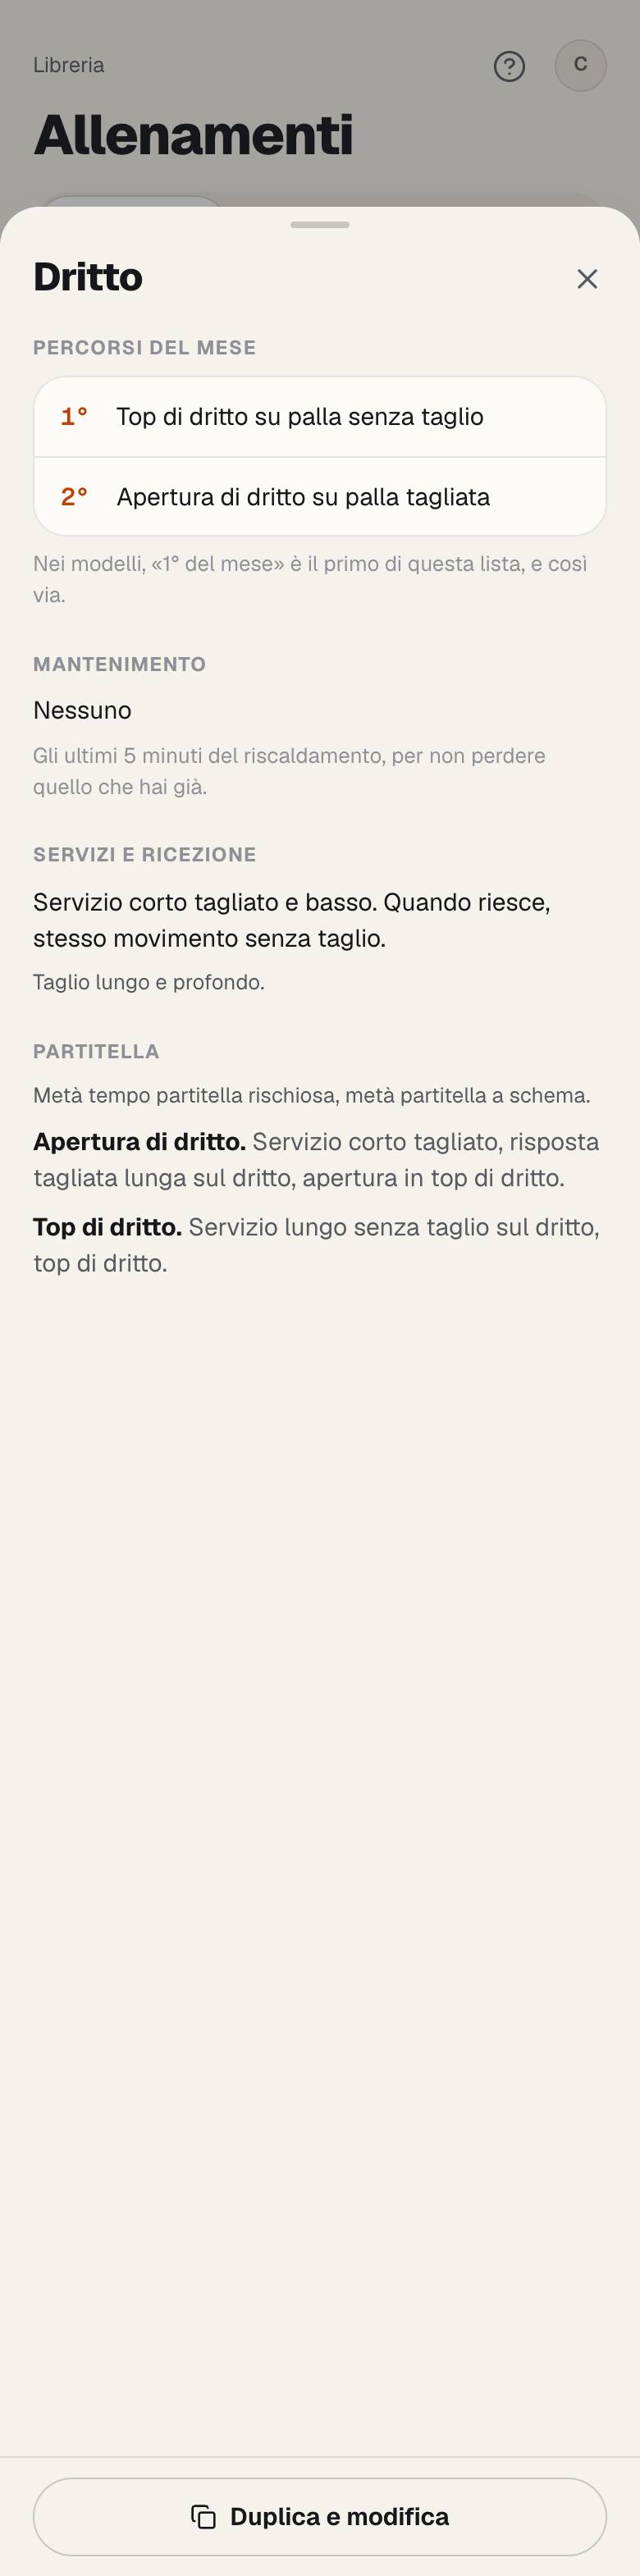 Libreria
C
Allenamenti
Dritto
PERCORSI DEL MESE
1° Top di dritto su palla senza taglio
2° Apertura di dritto su palla tagliata
Nei modelli, «1° del mese» è il primo di questa lista, e così
via.
MANTENIMENTO
Nessuno
Gli ultimi 5 minuti del riscaldamento, per non perdere
quello che hai già.
SERVIZI E RICEZIONE
Servizio corto tagliato e basso. Quando riesce,
stesso movimento senza taglio.
Taglio lungo e profondo.
PARTITELLA
Metà tempo partitella rischiosa, metà partitella a schema.
Apertura di dritto. Servizio corto tagliato, risposta
tagliata lunga sul dritto, apertura in top di dritto.
Top di dritto. Servizio lungo senza taglio sul dritto,
top di dritto.
Duplica e modifica